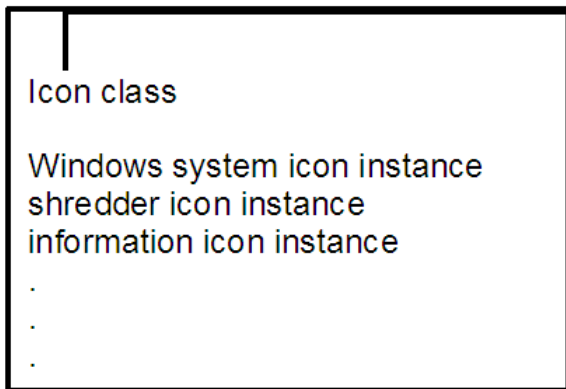 Icon class
Windows system icon instance
shredder icon instance
information icon instance
.
.
.